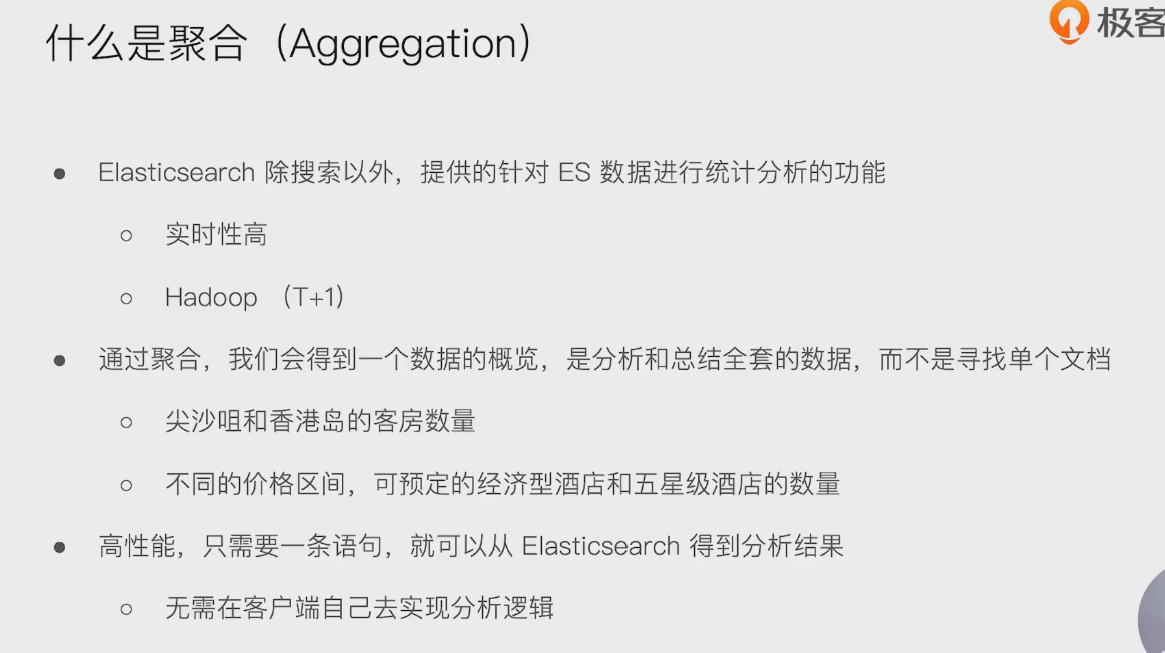 什么是聚合（Aggregation）
极客
Elasticsearch 除搜索以外，提供的针对 ES 数据进行统计分析的功能
实时性高
Hadoop （T+1）
通过聚合，我们会得到一个数据的概览，是分析和总结全套的数据，而不是寻找单个文档
尖沙咀和香港岛的客房数量
不同的价格区间，可预定的经济型酒店和五星级酒店的数量
高性能，只需要一条语句，就可以从 Elasticsearch 得到分析结果
无需在客户端自己去实现分析逻辑